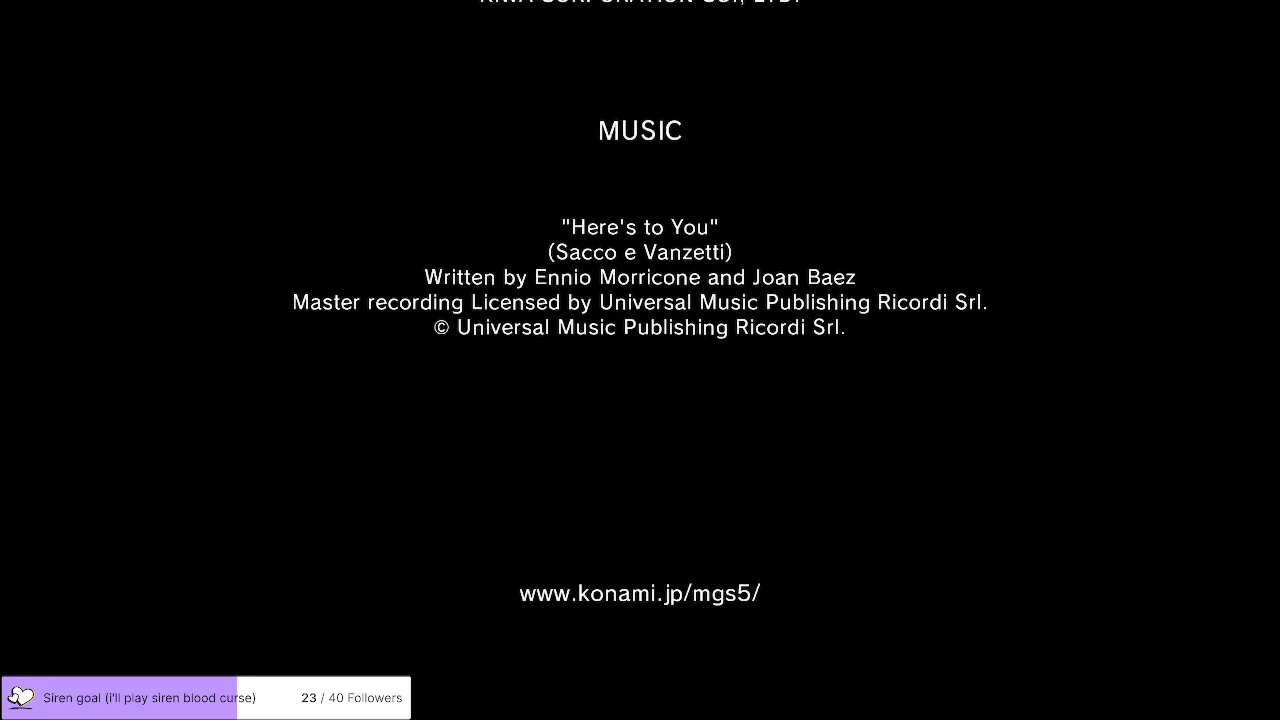 MUSIC
"Here's to You"
(Sacco e Vanzetti)
Written by Ennio Morricone and Joan Baez
Master recording Licensed by Universal Music Publishing Ricordi Srl.
© Universal Music Publishing Ricordi Srl.
www.konami.jp/mgs5/
Siren goal (i'll play siren blood curse) 23 / 40 Followers